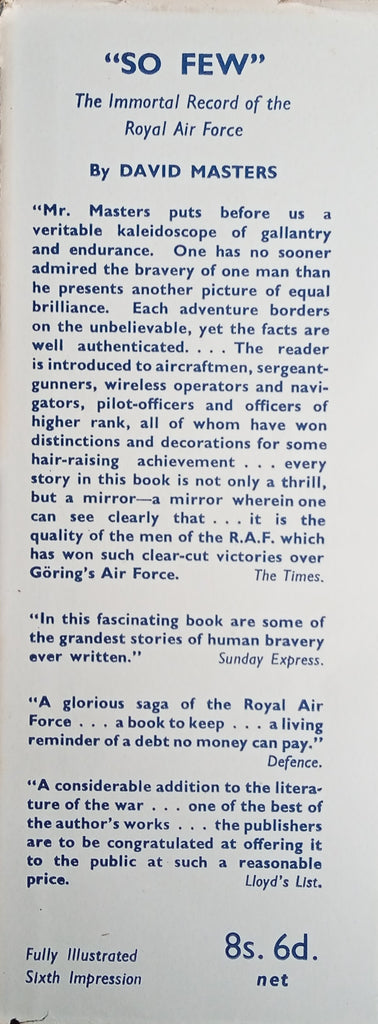 "SO FEW"
The Immortal Record of the
Royal Air Force
By DAVID MASTERS
"Mr. Masters puts before us a
veritable kaleidoscope of gallantry
and endurance. One has no sooner
admired the bravery of one man than
he presents another picture of equal
brilliance. Each adventure borders
on the unbelievable, yet the facts are
well authenticated. . . . The reader
is introduced to aircraftmen, sergeant-
gunners, wireless operators and navi-
gators, pilot-officers and officers of
higher rank, all of whom have won
distinctions and decorations for some
hair-raising achievement . . . every
story in this book is not only a thrill,
but a mirror—a mirror wherein one
can see clearly that . . . it is the
quality of the men of the R.A.F. which
has won such clear-cut victories over
Göring's Air Force. The Times.
"In this fascinating book are some of
the grandest stories of human bravery
ever written." Sunday Express.
"A glorious saga of the Royal Air
Force . . . a book to keep . . . a living
reminder of a debt no money can pay."
Defence.
"A considerable addition to the litera-
ture of the war . . . one of the best of
the author's works . . . the publishers
are to be congratulated at offering it
to the public at such a reasonable
price. Lloyd's List.
Fully Illustrated 8s. 6d.
Sixth Impression net